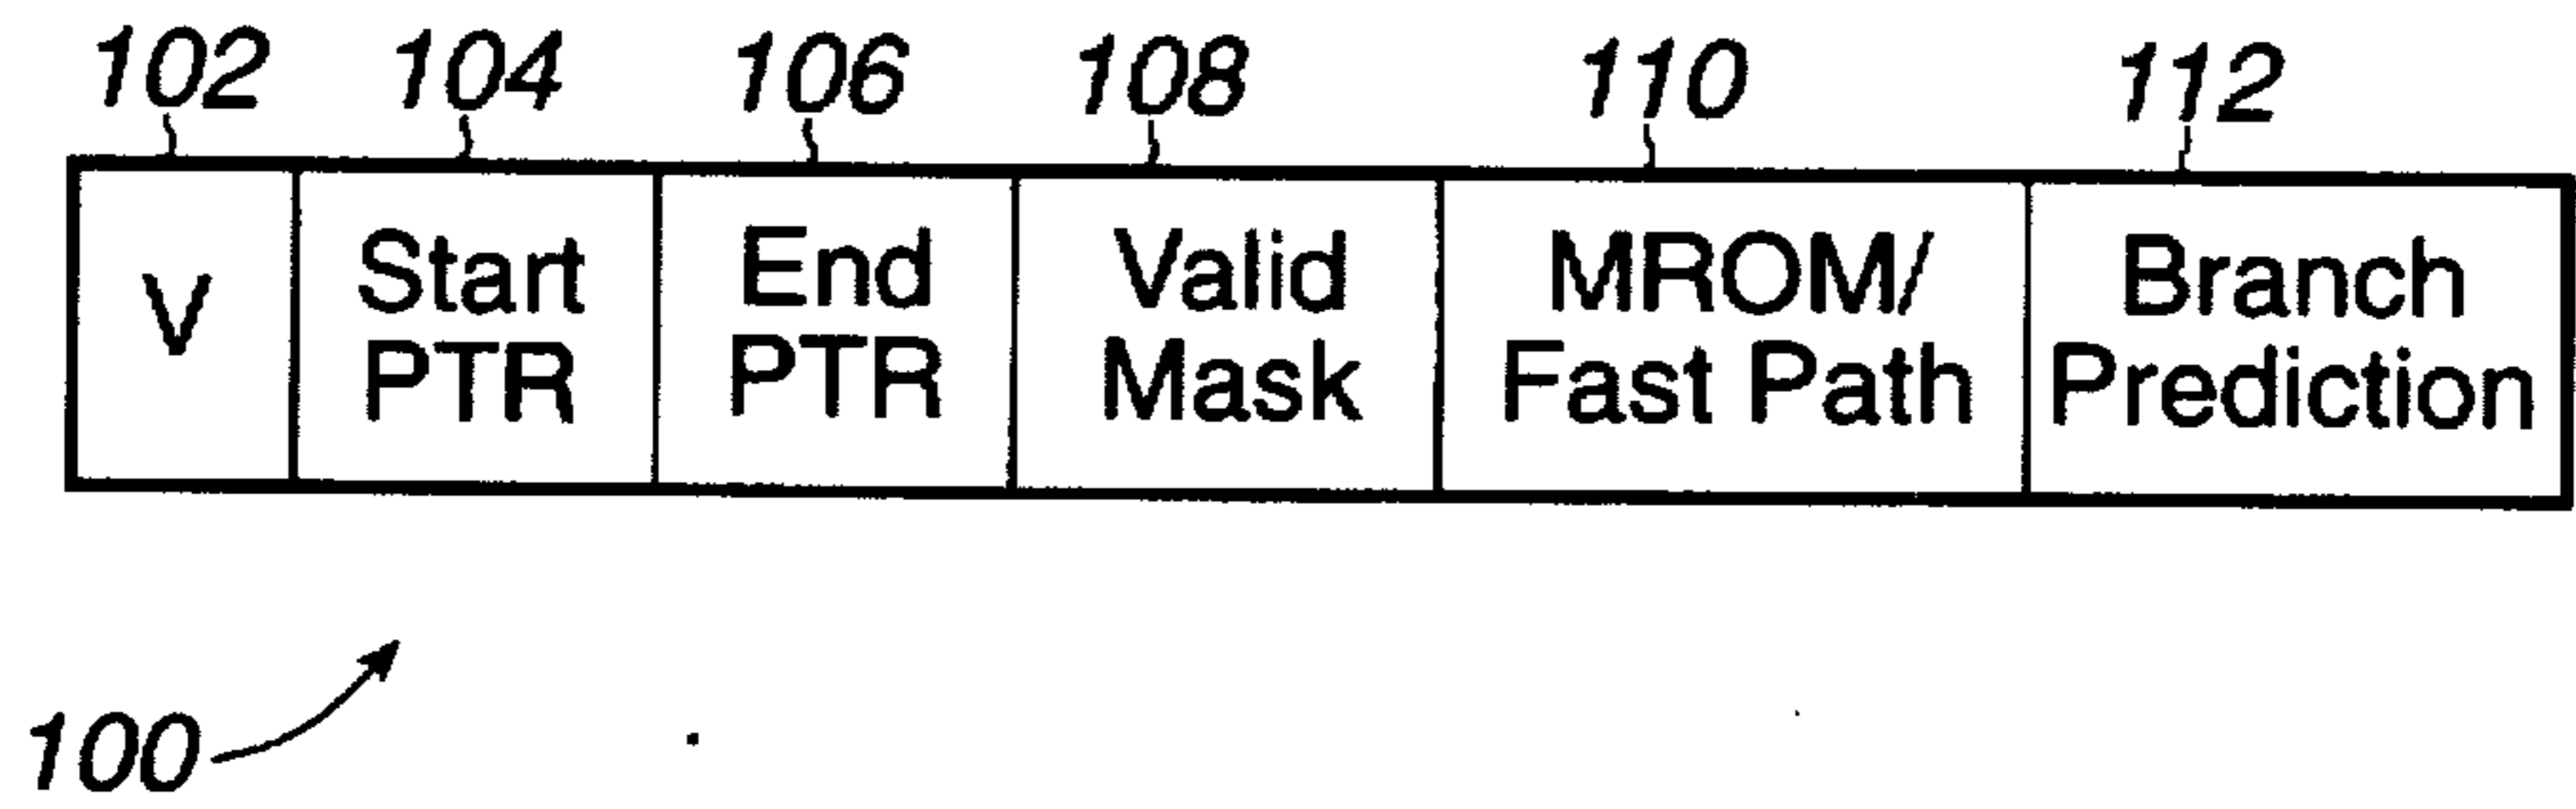 102 104 106 108 110 112
V Start PTR End PTR Valid Mask MROM/ Fast Path Branch Prediction
100